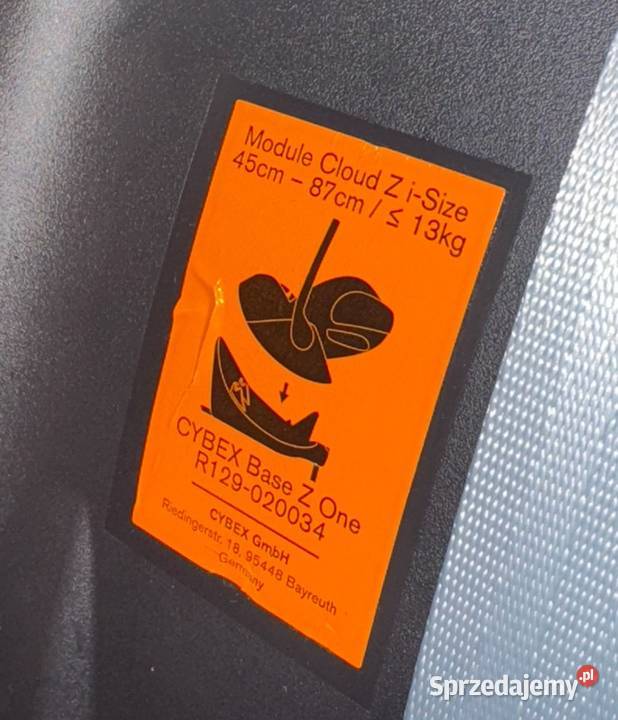 Module Cloud Z i-Size
45cm – 87cm / ≤ 13kg
CYBEX Base Z One
R129-020034
CYBEX GmbH
Riedingerstr. 18, 95448 Bayreuth
Germany
Sprzedajemy.pl